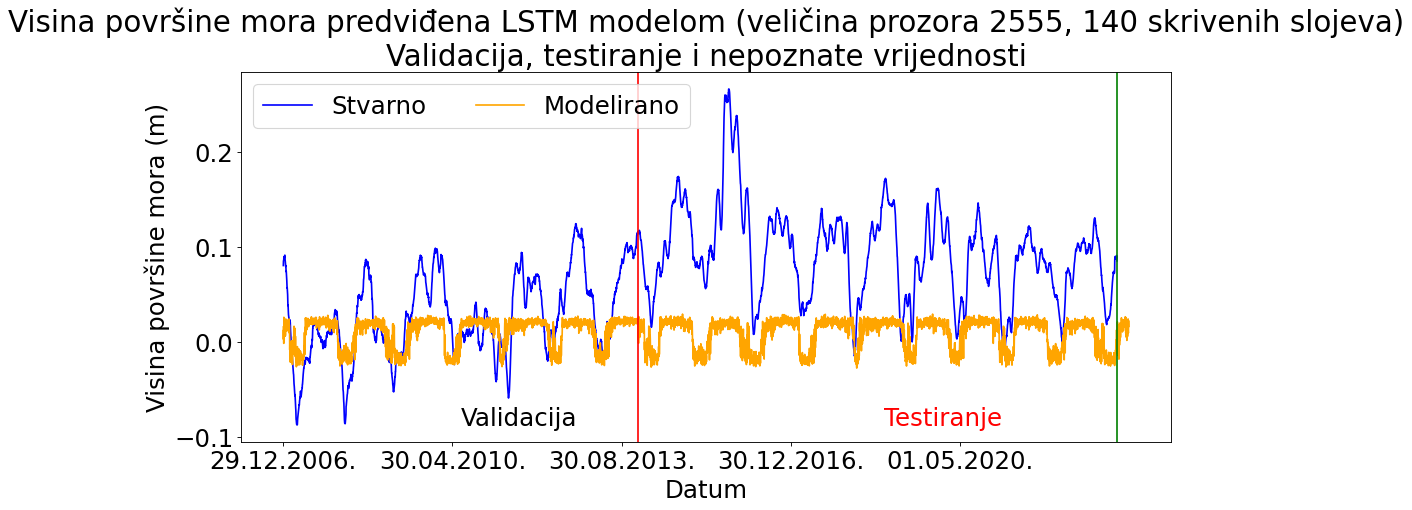 Visina površine mora predviđena LSTM modelom (veličina prozora 2555, 140 skrivenih slojeva)
Validacija, testiranje i nepoznate vrijednosti
Stvarno
Modelirano
Visina površine mora (m)
0.2
0.1
0.0
−0.1
Validacija
Testiranje
29.12.2006.
30.04.2010.
30.08.2013.
30.12.2016.
01.05.2020.
Datum